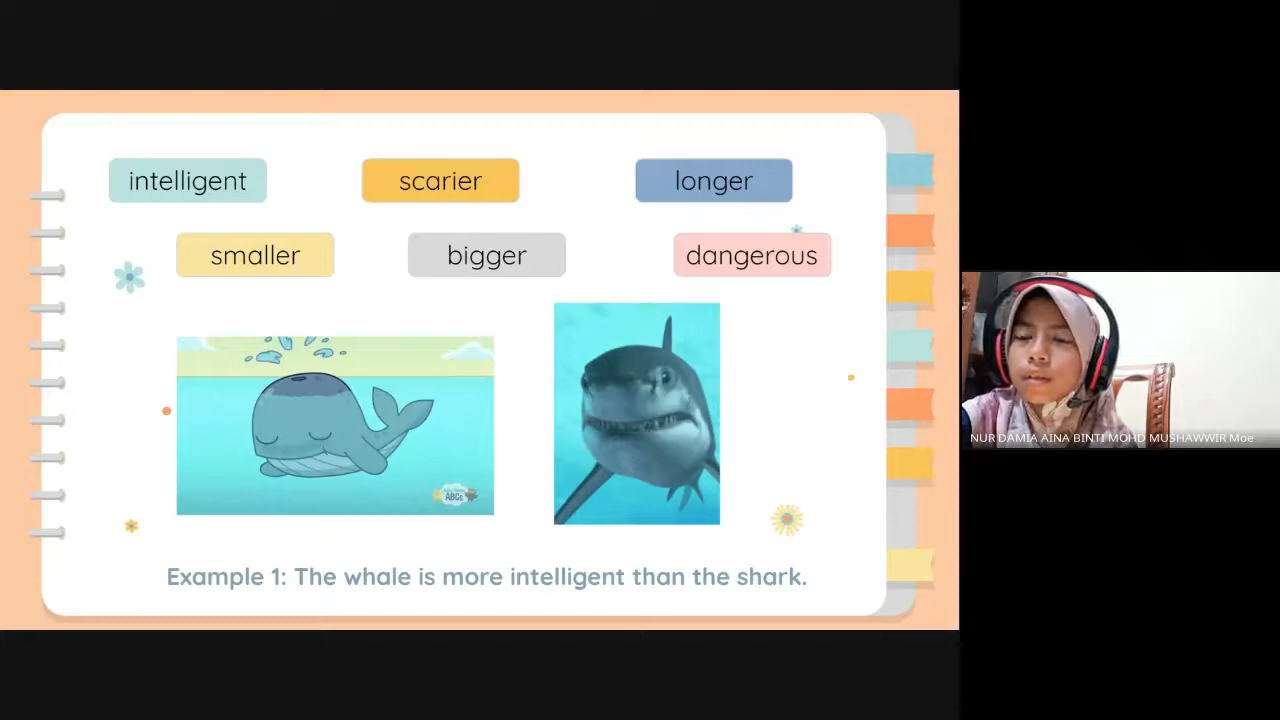 intelligent
scarier
longer
smaller
bigger
dangerous
ABCs
Example 1: The whale is more intelligent than the shark.
NUR DAMIA AINA BINTI MOHD MUSHAWWIR Moe